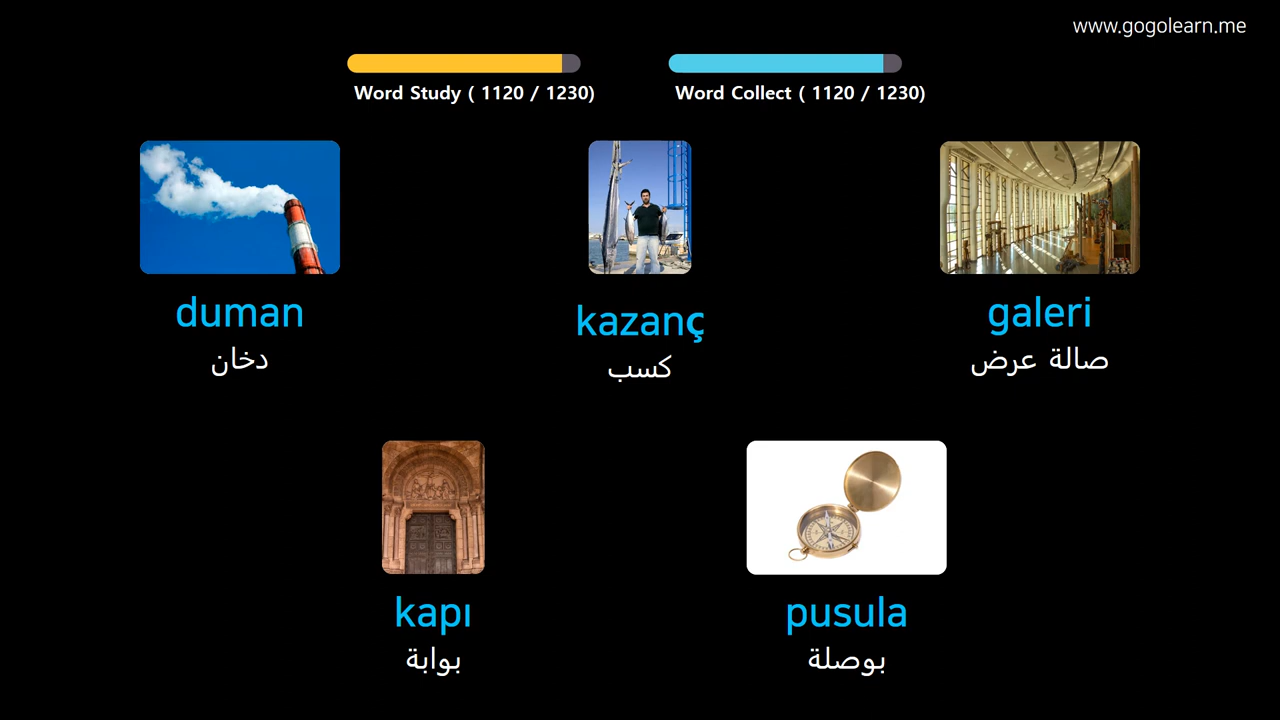 www.gogolearn.me
Word Study ( 1120 / 1230)
Word Collect ( 1120 / 1230)
duman
دخان
kazanç
كسب
galeri
صالة عرض
kapı
بوابة
pusula
بوصلة